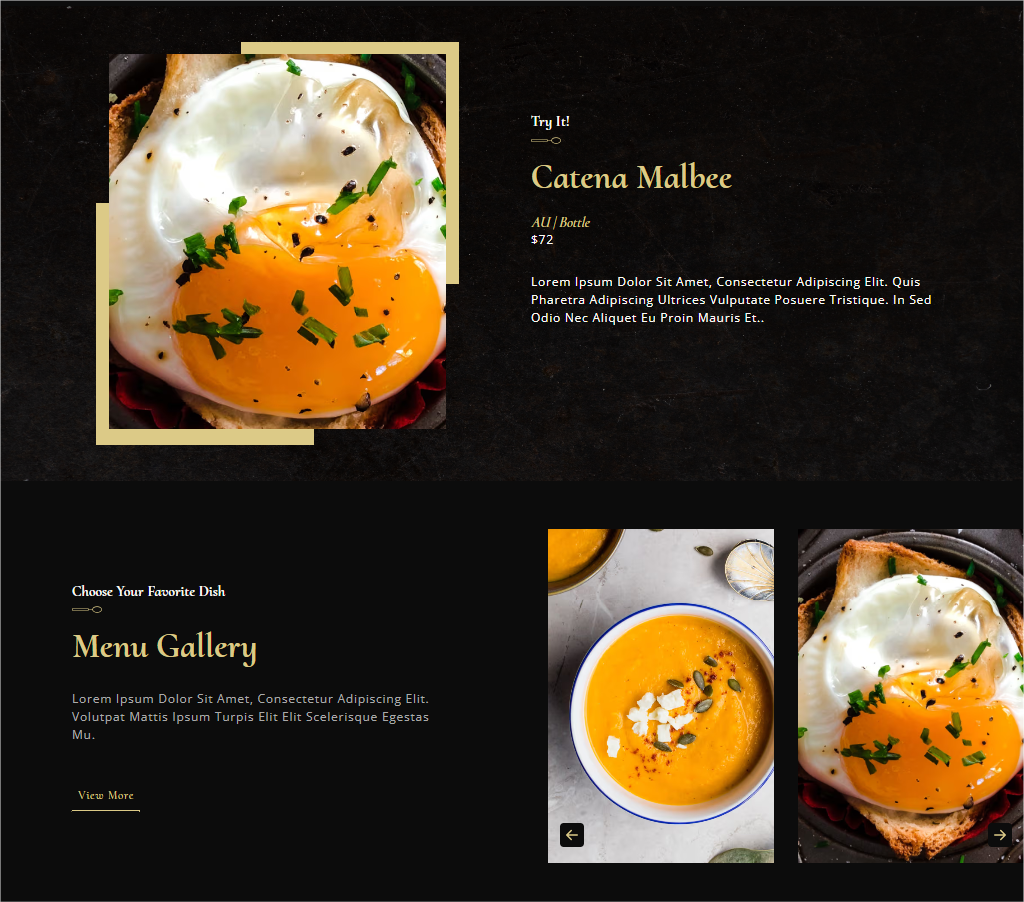 Try It!
Catena Malbee
AU | Bottle
$72
Lorem Ipsum Dolor Sit Amet, Consectetur Adipiscing Elit. Quis
Pharetra Adipiscing Ultrices Vulputate Posuere Tristique. In Sed
Odio Nec Aliquet Eu Proin Mauris Et..
Choose Your Favorite Dish
Menu Gallery
Lorem Ipsum Dolor Sit Amet, Consectetur Adipiscing Elit.
Volutpat Mattis Ipsum Turpis Elit Elit Scelerisque Egestas
Mu.
View More